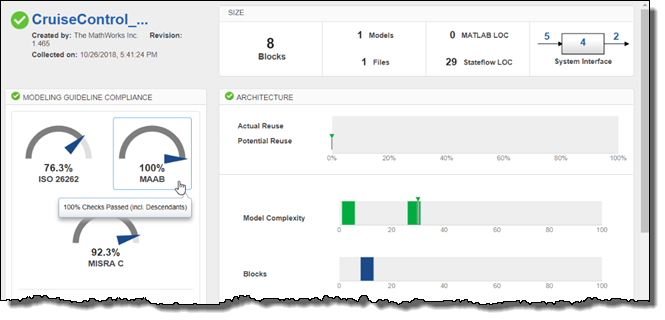 CruiseControl_...
Created by: The MathWorks Inc. Revision:
1.465
Collected on: 10/26/2018, 5:41:24 PM
SIZE
8
Blocks
1 Models
1 Files
0 MATLAB LOC
29 Stateflow LOC
5 4 2
System Interface
MODELING GUIDELINE COMPLIANCE
76.3%
ISO 26262
100%
MAAB
100% Checks Passed (incl. Descendants)
92.3%
MISRA C
ARCHITECTURE
Actual Reuse
Potential Reuse
0% 20% 40% 60% 80% 100%
Model Complexity
0 20 40 60 80 100
Blocks
0 20 40 60 80 100